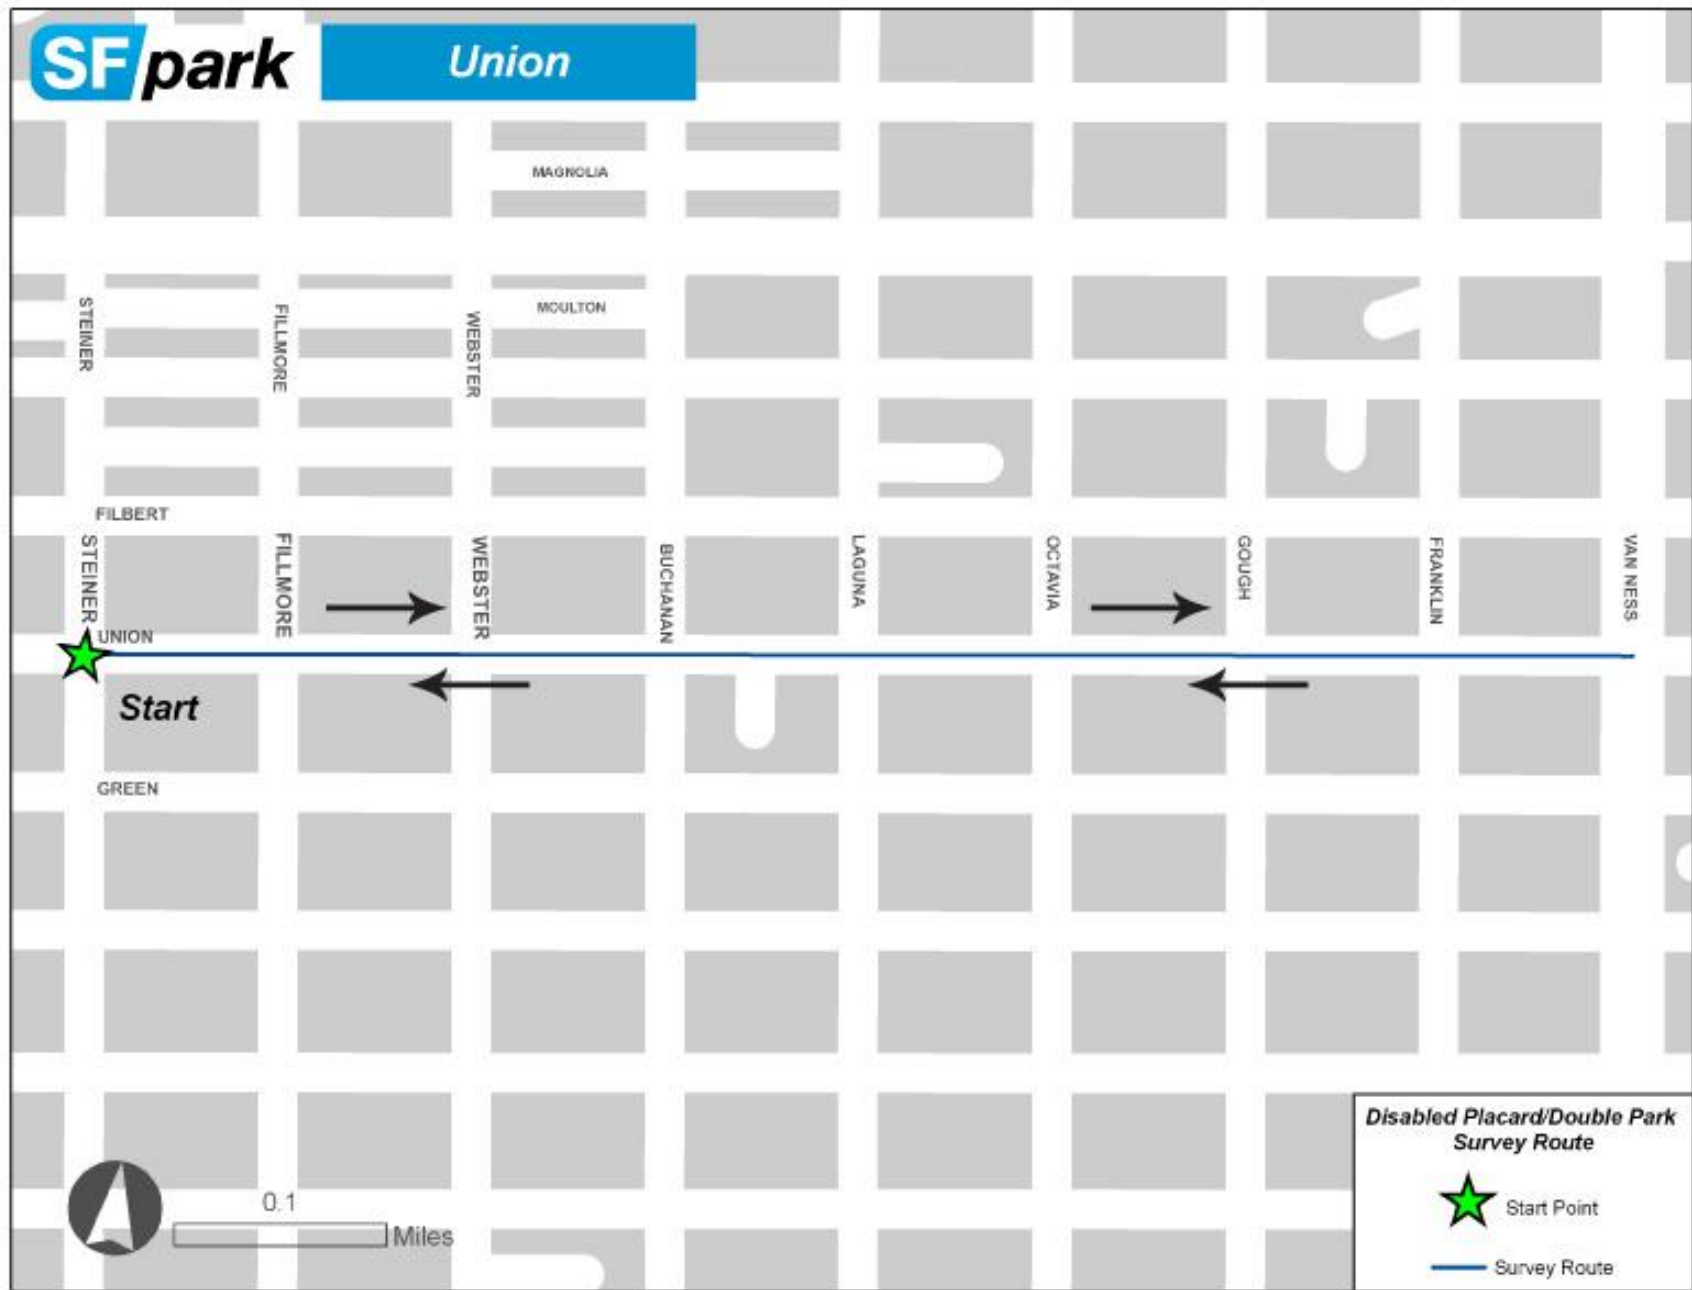 SFpark
Union
MAGNOLIA
MOULTON
STEINER
FILLMORE
WEBSTER
FILBERT
STEINER
FILLMORE
WEBSTER
BUCHANAN
LAGUNA
OCTAVIA
GOUGH
FRANKLIN
VAN NESS
UNION
Start
GREEN
0.1
Miles
Disabled Placard/Double Park
Survey Route
Start Point
Survey Route